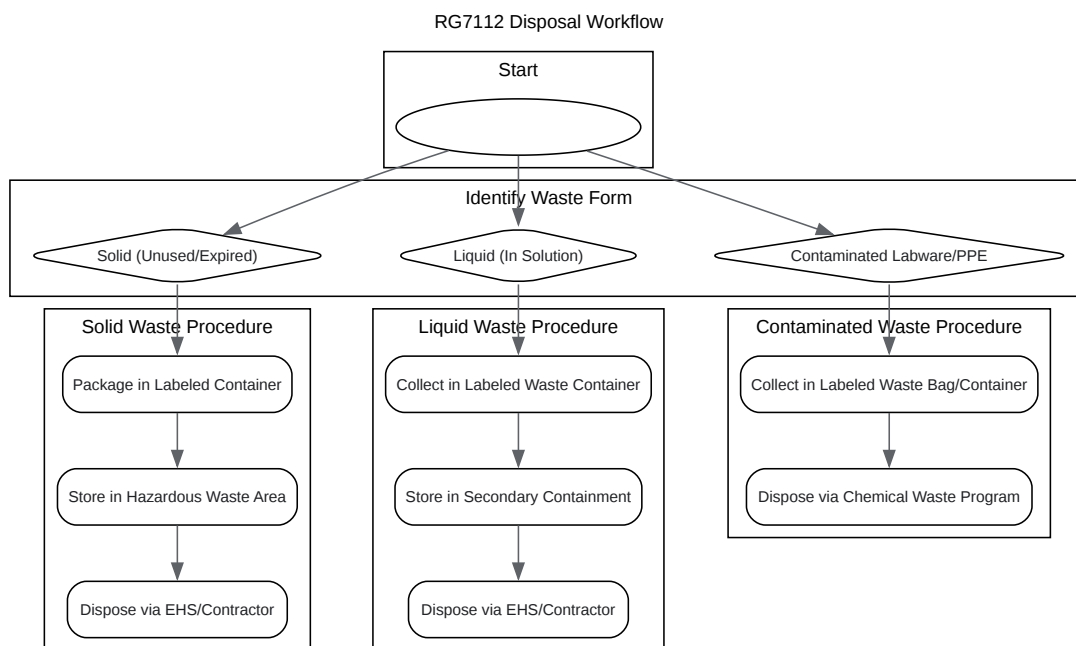 RG7112 Disposal Workflow
Start
Identify Waste Form
Solid (Unused/Expired)
Liquid (In Solution)
Contaminated Labware/PPE
Solid Waste Procedure
Liquid Waste Procedure
Contaminated Waste Procedure
Package in Labeled Container
Collect in Labeled Waste Container
Collect in Labeled Waste Bag/Container
Store in Hazardous Waste Area
Store in Secondary Containment
Dispose via Chemical Waste Program
Dispose via EHS/Contractor
Dispose via EHS/Contractor